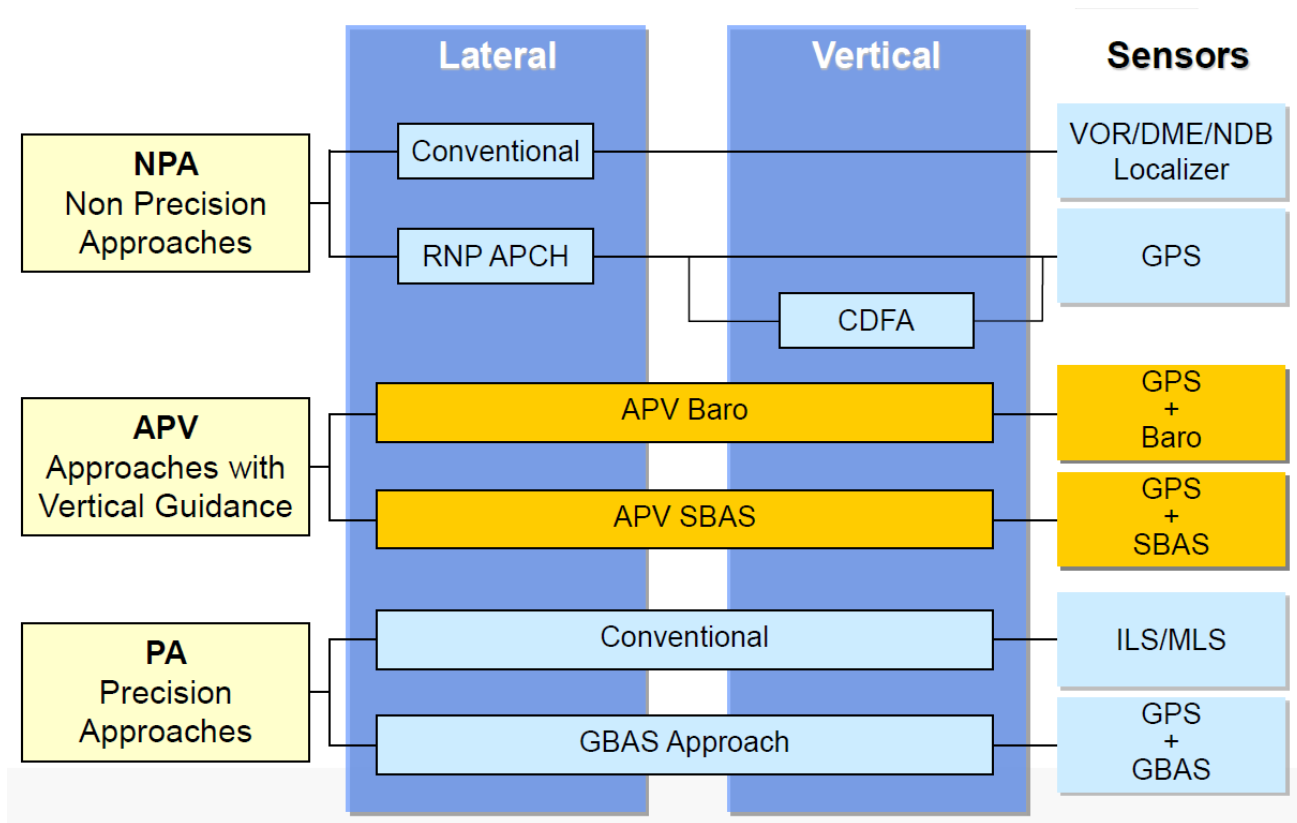 Lateral
Vertical
Sensors
NPA
Non Precision
Approaches
Conventional
VOR/DME/NDB
Localizer
RNP APCH
GPS
CDFA
APV
Approaches with
Vertical Guidance
APV Baro
GPS
+
Baro
APV SBAS
GPS
+
SBAS
PA
Precision
Approaches
Conventional
ILS/MLS
GBAS Approach
GPS
+
GBAS